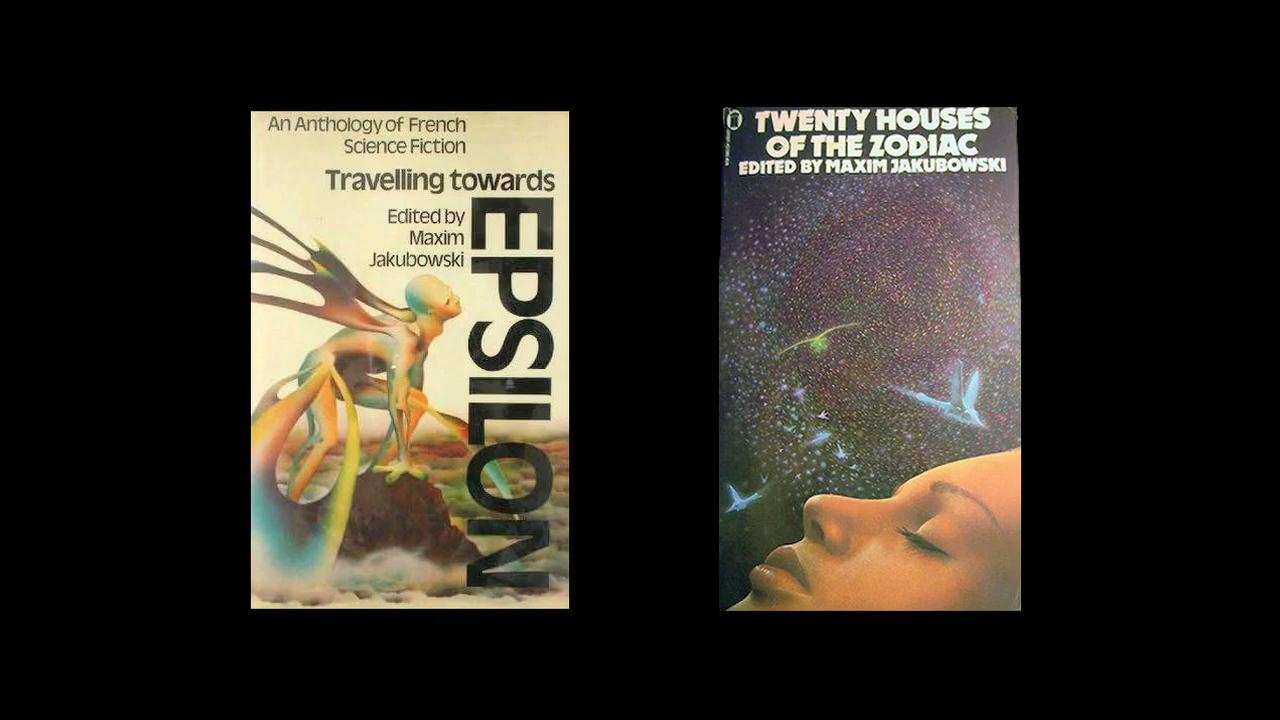 An Anthology of French
Science Fiction
Travelling towards
EPSILON
Edited by
Maxim
Jakubowski
TWENTY HOUSES
OF THE ZODIAC
EDITED BY MAXIM JAKUBOWSKI